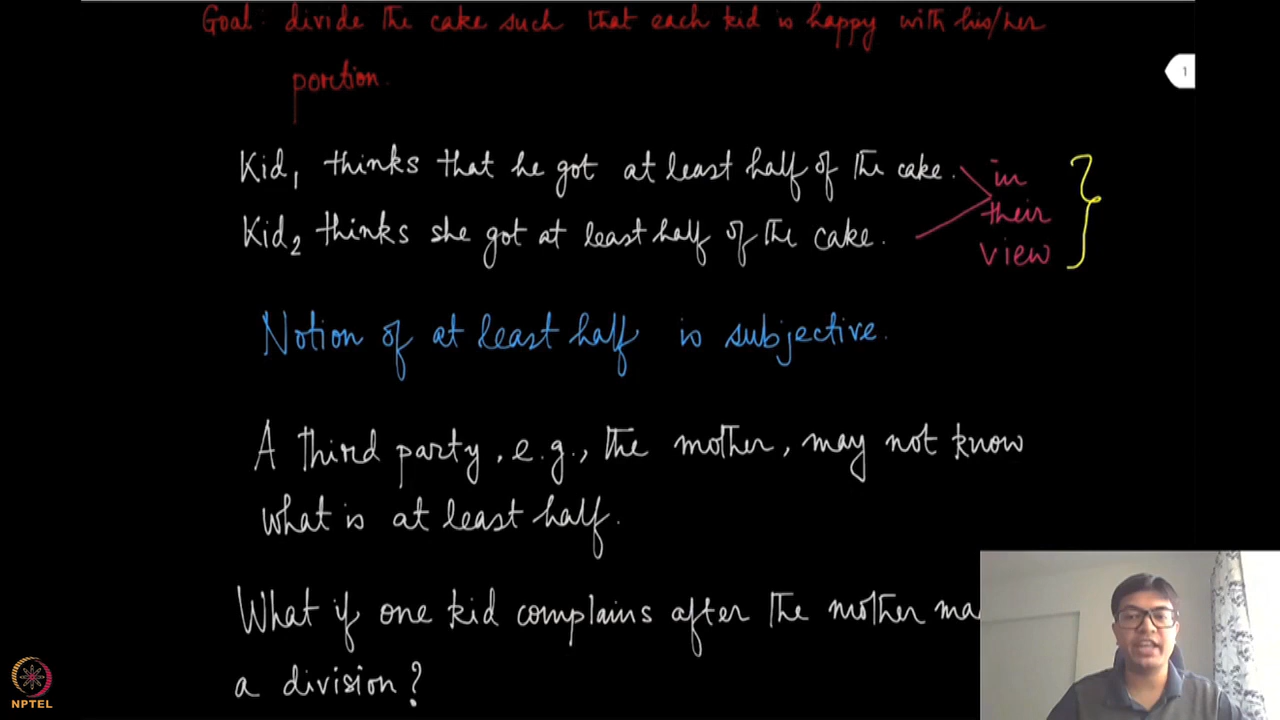 Goal: divide the cake such that each kid is happy with his/her
portion.
1
Kid1 thinks that he got at least half of the cake.
in
their
view
Kid2 thinks she got at least half of the cake.
Notion of at least half is subjective.
A third party, e.g., the mother, may not know
what is at least half.
What if one kid complains after the mother ma
a division?
NPTEL